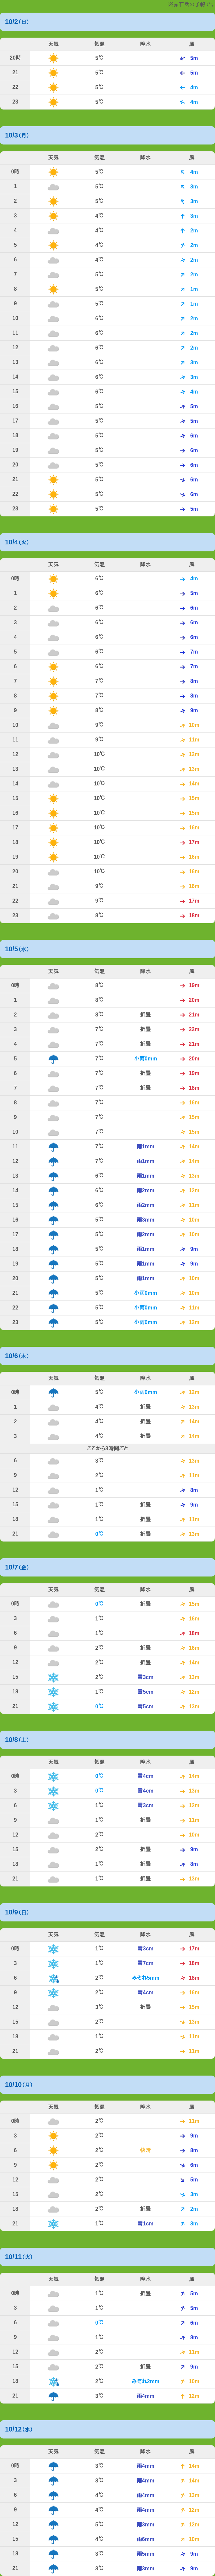 大雪石室の予報です
10/2(日)
天気 気温 降水 風
20時 5℃ 5m
21 5℃ 5m
22 5℃ 4m
23 5℃ 4m
10/3(月)
天気 気温 降水 風
0時 5℃ 4m
1 5℃ 3m
2 5℃ 3m
3 4℃ 3m
4 4℃ 2m
5 4℃ 2m
6 4℃ 2m
7 5℃ 2m
8 5℃ 1m
9 5℃ 1m
10 6℃ 2m
11 6℃ 2m
12 6℃ 2m
13 6℃ 3m
14 6℃ 3m
15 6℃ 4m
16 5℃ 5m
17 5℃ 5m
18 5℃ 6m
19 5℃ 6m
20 5℃ 6m
21 5℃ 6m
22 5℃ 6m
23 5℃ 5m
10/4(火)
天気 気温 降水 風
0時 6℃ 4m
1 6℃ 5m
2 6℃ 6m
3 6℃ 6m
4 6℃ 6m
5 6℃ 7m
6 6℃ 7m
7 7℃ 8m
8 7℃ 8m
9 8℃ 9m
10 9℃ 10m
11 9℃ 11m
12 10℃ 12m
13 10℃ 13m
14 10℃ 14m
15 10℃ 15m
16 10℃ 15m
17 10℃ 16m
18 10℃ 17m
19 10℃ 16m
20 10℃ 16m
21 9℃ 16m
22 9℃ 17m
23 8℃ 18m
10/5(水)
天気 気温 降水 風
0時 8℃ 19m
1 8℃ 20m
2 8℃ 折曇 21m
3 7℃ 折曇 22m
4 7℃ 折曇 21m
5 7℃ 小雨0mm 20m
6 7℃ 折曇 19m
7 7℃ 折曇 18m
8 7℃ 16m
9 7℃ 15m
10 7℃ 15m
11 7℃ 雨1mm 14m
12 7℃ 雨1mm 14m
13 6℃ 雨1mm 13m
14 6℃ 雨2mm 12m
15 6℃ 雨2mm 11m
16 5℃ 雨3mm 10m
17 5℃ 雨2mm 10m
18 5℃ 雨1mm 9m
19 5℃ 雨1mm 9m
20 5℃ 雨1mm 10m
21 5℃ 小雨0mm 10m
22 5℃ 小雨0mm 11m
23 5℃ 小雨0mm 12m
10/6(木)
天気 気温 降水 風
0時 5℃ 小雨0mm 12m
1 4℃ 折曇 13m
2 4℃ 折曇 14m
3 4℃ 折曇 14m
ここから3時間ごと
6 3℃ 13m
9 2℃ 11m
12 1℃ 8m
15 1℃ 折曇 9m
18 1℃ 折曇 11m
21 0℃ 折曇 13m
10/7(金)
天気 気温 降水 風
0時 0℃ 折曇 15m
3 1℃ 16m
6 1℃ 18m
9 2℃ 折曇 16m
12 2℃ 折曇 14m
15 2℃ 雪3cm 13m
18 1℃ 雪5cm 12m
21 0℃ 雪5cm 13m
10/8(土)
天気 気温 降水 風
0時 0℃ 雪4cm 14m
3 0℃ 雪4cm 13m
6 1℃ 雪3cm 12m
9 1℃ 折曇 11m
12 2℃ 10m
15 2℃ 折曇 9m
18 1℃ 折曇 8m
21 1℃ 折曇 13m
10/9(日)
天気 気温 降水 風
0時 1℃ 雪3cm 17m
3 1℃ 雪7cm 18m
6 2℃ みぞれ5mm 18m
9 2℃ 雪4cm 16m
12 3℃ 折曇 15m
15 2℃ 13m
18 1℃ 11m
21 2℃ 11m
10/10(月)
天気 気温 降水 風
0時 2℃ 11m
3 2℃ 9m
6 2℃ 快晴 8m
9 2℃ 6m
12 2℃ 5m
15 2℃ 3m
18 2℃ 折曇 2m
21 1℃ 雪1cm 3m
10/11(火)
天気 気温 降水 風
0時 1℃ 折曇 5m
3 1℃ 5m
6 0℃ 6m
9 1℃ 8m
12 2℃ 11m
15 2℃ 折曇 9m
18 2℃ みぞれ2mm 10m
21 3℃ 雨4mm 12m
10/12(水)
天気 気温 降水 風
0時 3℃ 雨4mm 14m
3 3℃ 雨4mm 14m
6 4℃ 雨4mm 12m
9 4℃ 雨4mm 12m
12 5℃ 雨3mm 12m
15 4℃ 雨6mm 10m
18 3℃ 雨5mm 9m
21 3℃ 雨3mm 9m